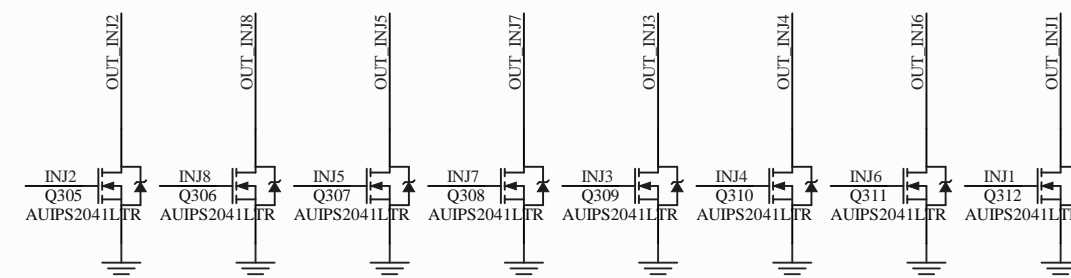 OUT_INJ2
OUT_INJ8
OUT_INJ5
OUT_INJ7
OUT_INJ3
OUT_INJ4
OUT_INJ6
OUT_INJ1
INJ2
Q305
AUIPS2041LTR
INJ8
Q306
AUIPS2041LTR
INJ5
Q307
AUIPS2041LTR
INJ7
Q308
AUIPS2041LTR
INJ3
Q309
AUIPS2041LTR
INJ4
Q310
AUIPS2041LTR
INJ6
Q311
AUIPS2041LTR
INJ1
Q312
AUIPS2041LTR